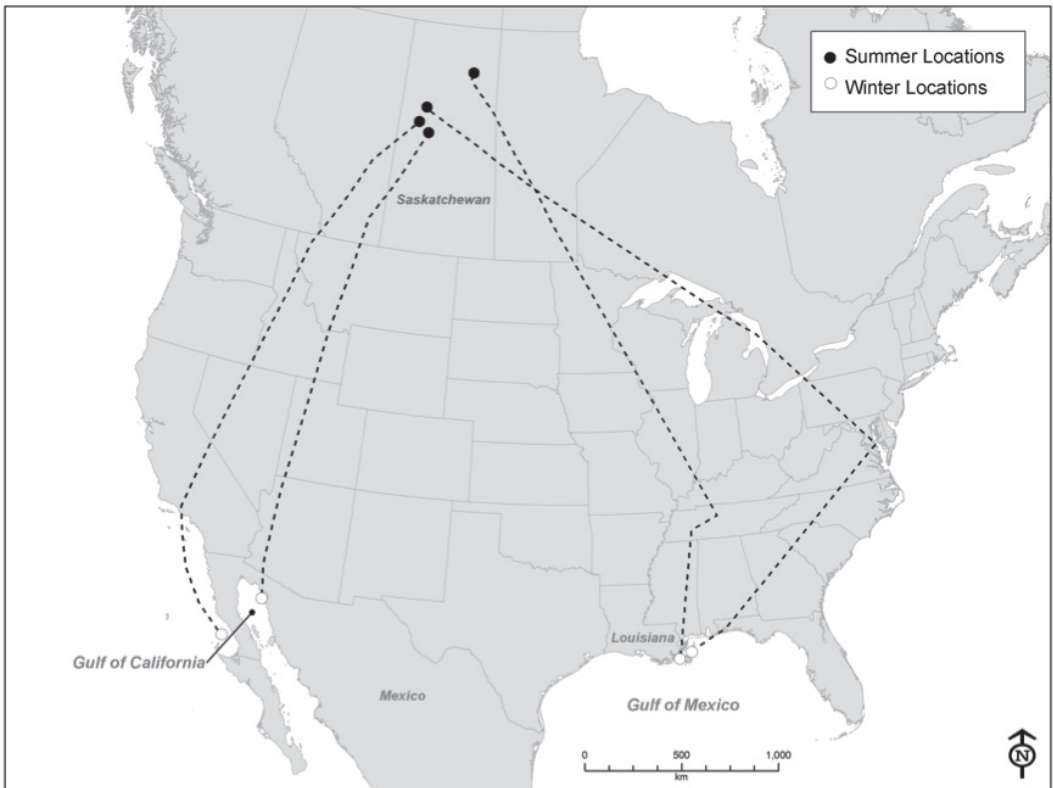 Summer Locations
Winter Locations
Saskatchewan
Louisiana
Gulf of California
Mexico
Gulf of Mexico
0 500 1,000
km
N